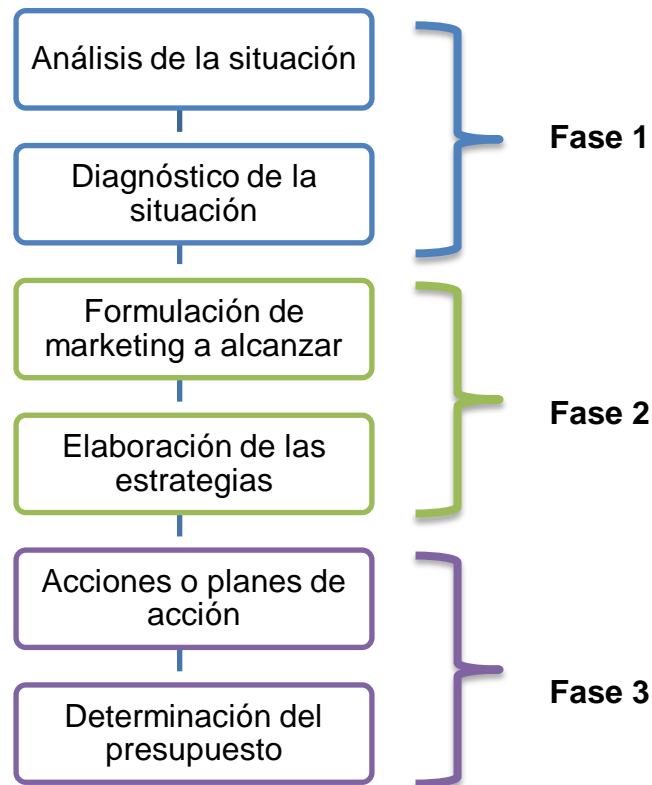 Análisis de la situación
Fase 1
Diagnóstico de la
situación
Formulación de
marketing a alcanzar
Fase 2
Elaboración de las
estrategias
Acciones o planes de
acción
Fase 3
Determinación del
presupuesto